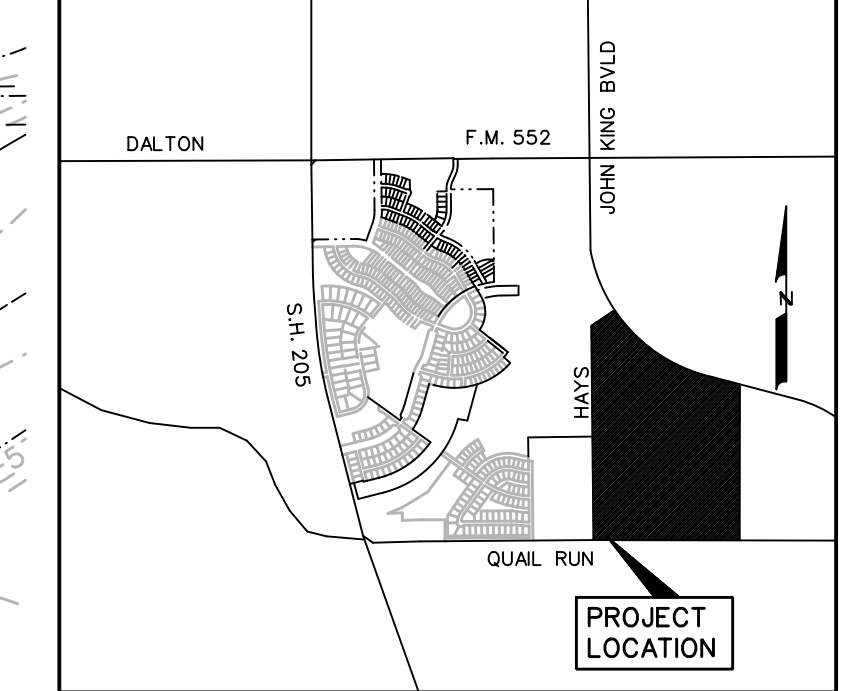 JOHN KING BVLD
DALTON
F.M. 552
N
S.H. 205
HAYS
QUAIL RUN
PROJECT
LOCATION